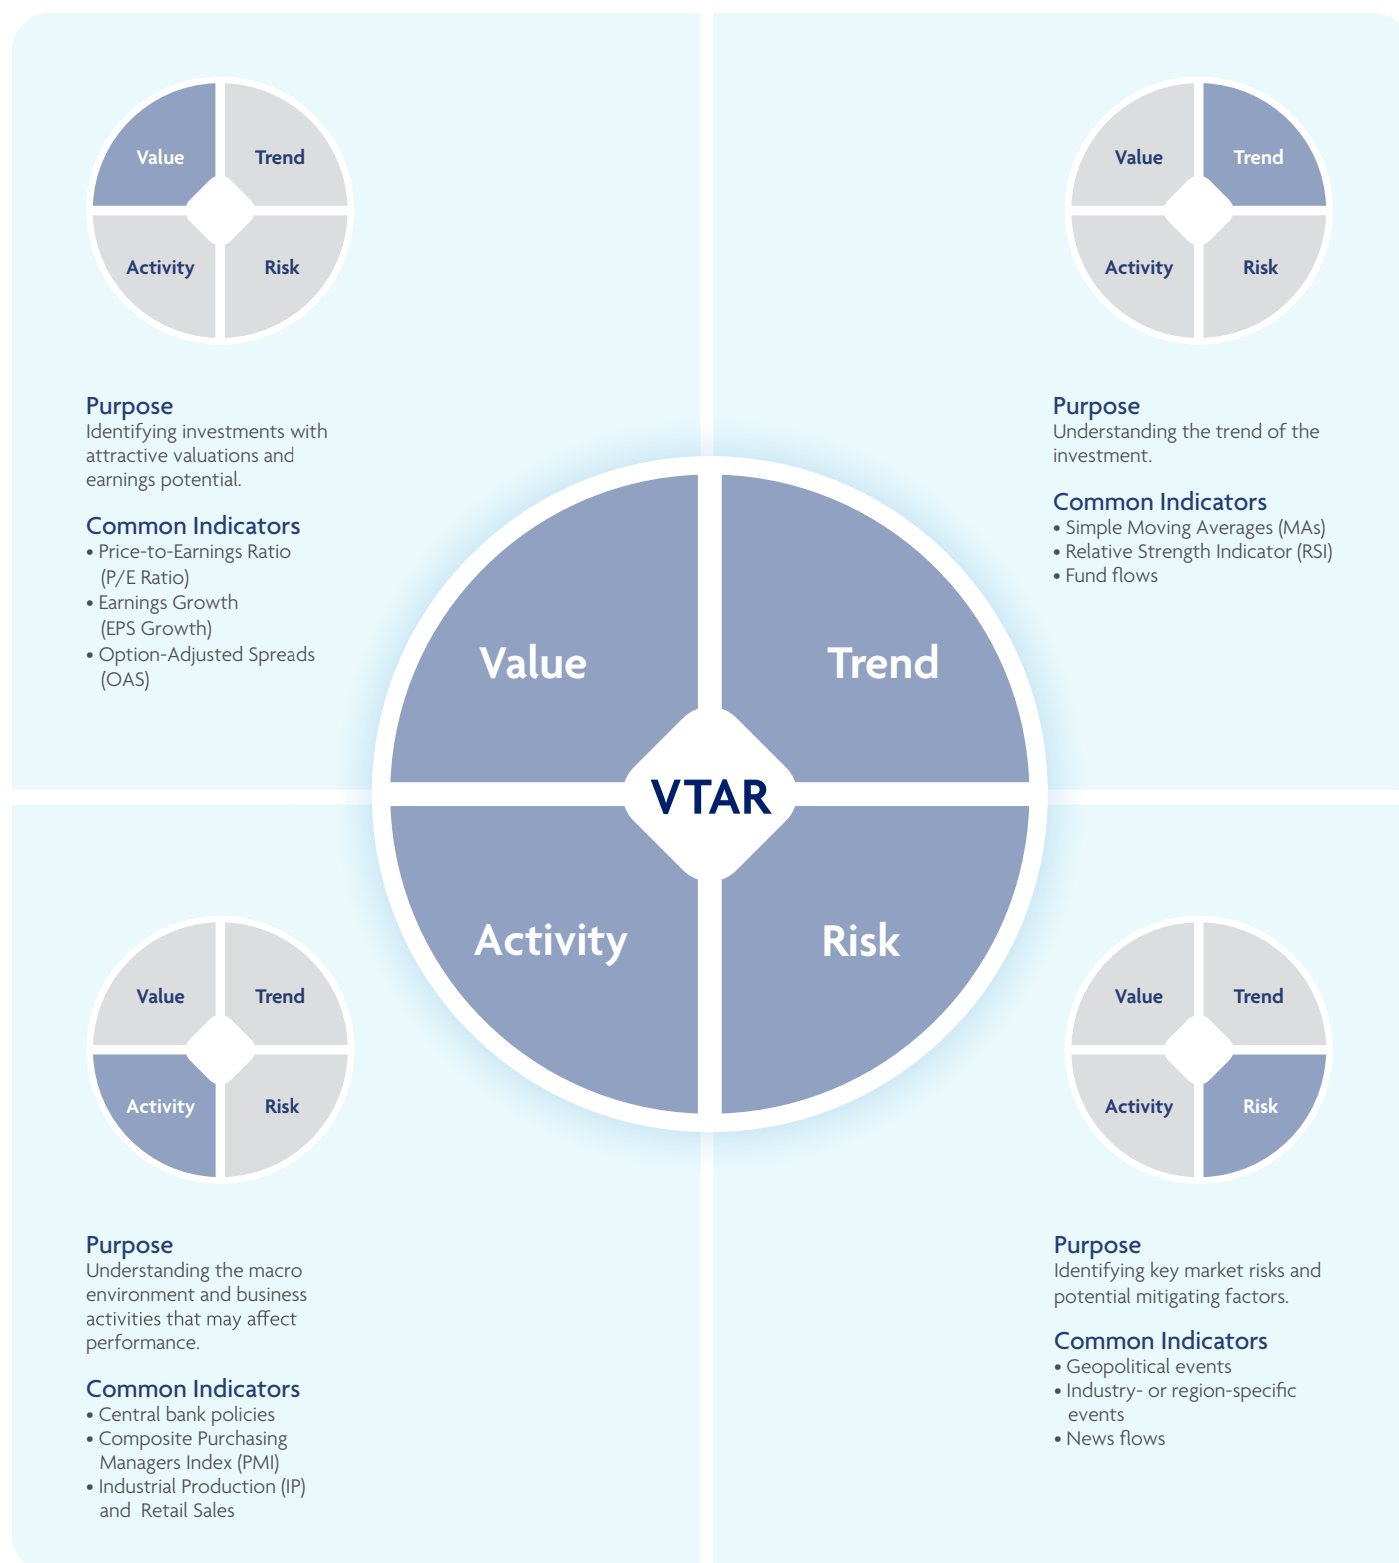 Value
Trend
Activity
Risk
Purpose
Identifying investments with
attractive valuations and
earnings potential.
Common Indicators
• Price-to-Earnings Ratio
(P/E Ratio)
• Earnings Growth
(EPS Growth)
• Option-Adjusted Spreads
(OAS)
Value
Trend
Activity
Risk
Purpose
Understanding the trend of the
investment.
Common Indicators
• Simple Moving Averages (MAs)
• Relative Strength Indicator (RSI)
• Fund flows
Value
Trend
VTAR
Activity
Risk
Value
Trend
Activity
Risk
Purpose
Understanding the macro
environment and business
activities that may affect
performance.
Common Indicators
• Central bank policies
• Composite Purchasing
Managers Index (PMI)
• Industrial Production (IP)
and Retail Sales
Value
Trend
Activity
Risk
Purpose
Identifying key market risks and
potential mitigating factors.
Common Indicators
• Geopolitical events
• Industry- or region-specific
events
• News flows